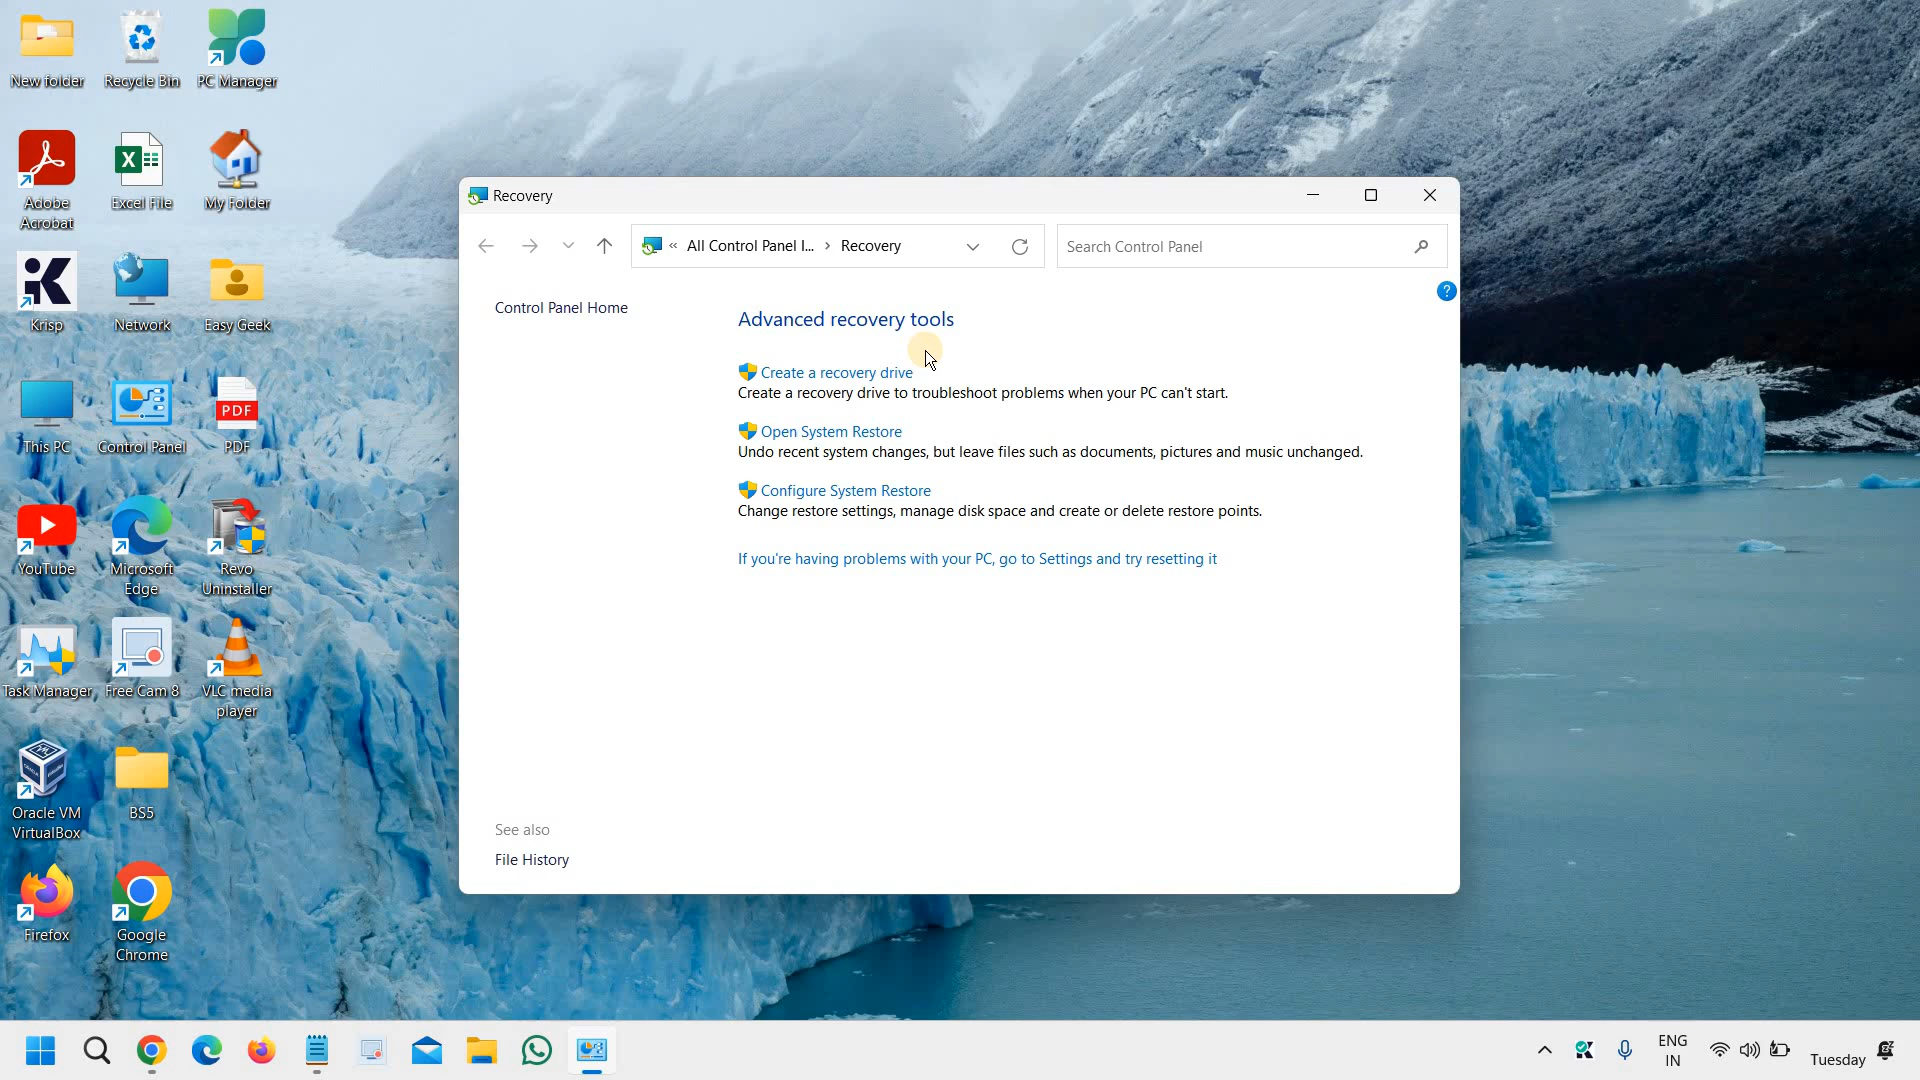 New folder
Recycle Bin
PC Manager
Adobe
Acrobat
Excel File
My Folder
Krisp
Network
Easy Geek
This PC
Control Panel
PDF
PDF
YouTube
Microsoft
Edge
Revo
Uninstaller
Task Manager
Free Cam 8
VLC media
player
Oracle VM
VirtualBox
BS5
Firefox
Google
Chrome
Recovery
« All Control Panel I... › Recovery
Search Control Panel
?
Control Panel Home
Advanced recovery tools
Create a recovery drive
Create a recovery drive to troubleshoot problems when your PC can't start.
Open System Restore
Undo recent system changes, but leave files such as documents, pictures and music unchanged.
Configure System Restore
Change restore settings, manage disk space and create or delete restore points.
If you're having problems with your PC, go to Settings and try resetting it
See also
File History
ENG
IN
Tuesday